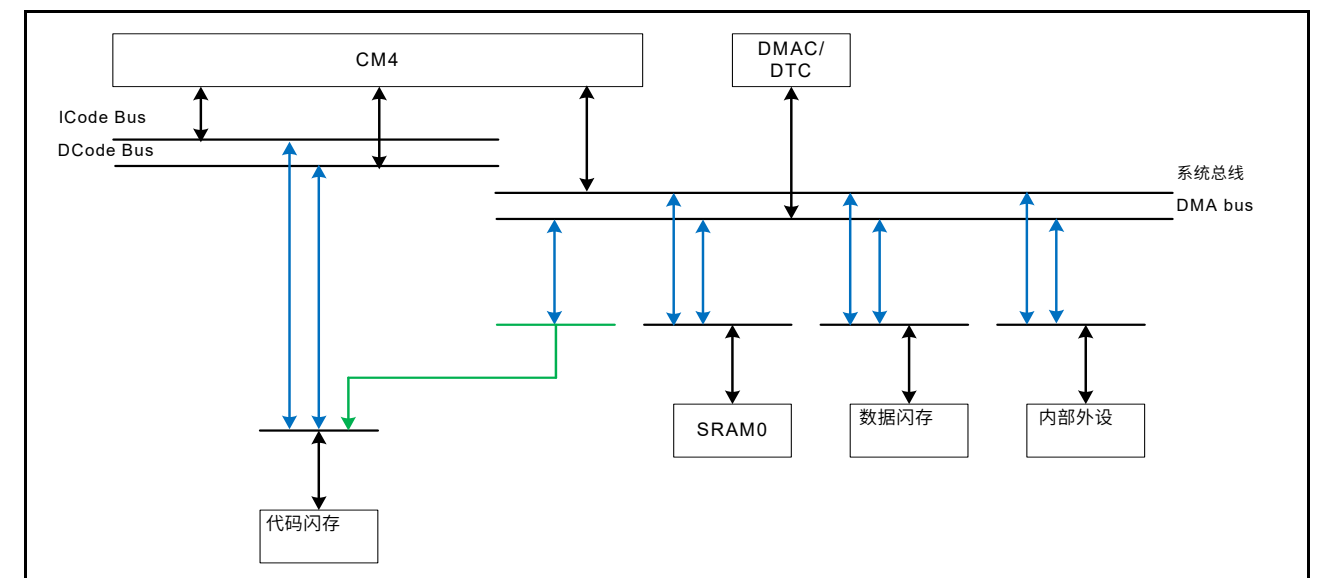 CM4
DMAC/
DTC
ICode Bus
DCode Bus
系统总线
DMA bus
SRAM0
数据闪存
内部外设
代码闪存